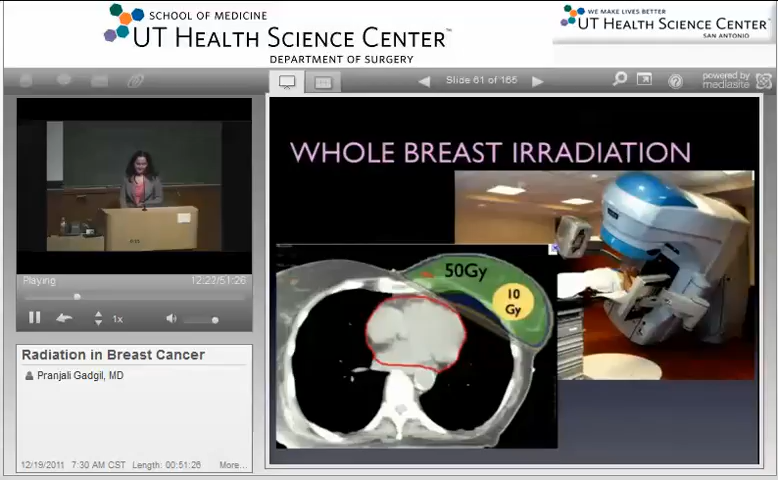 SCHOOL OF MEDICINE
UT HEALTH SCIENCE CENTER™
DEPARTMENT OF SURGERY
WE MAKE LIVES BETTER
UT HEALTH SCIENCE CENTER
SAN ANTONIO
Slide 61 of 165
powered by
mediasite
WHOLE BREAST IRRADIATION
50Gy
10
Gy
Playing
12:22/51:26
1x
Radiation in Breast Cancer
Pranjali Gadgil, MD
12/19/2011 7:30 AM CST Length: 00:51:26 More...